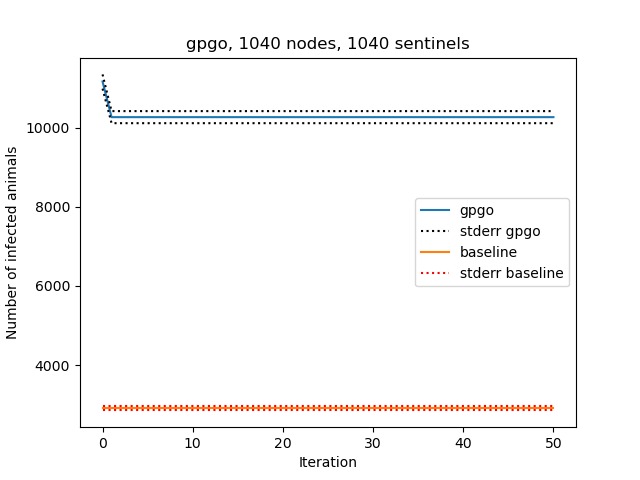 gpgo, 1040 nodes, 1040 sentinels
Number of infected animals
10000
8000
6000
4000
gpgo
stderr gpgo
baseline
stderr baseline
0 10 20 30 40 50
Iteration